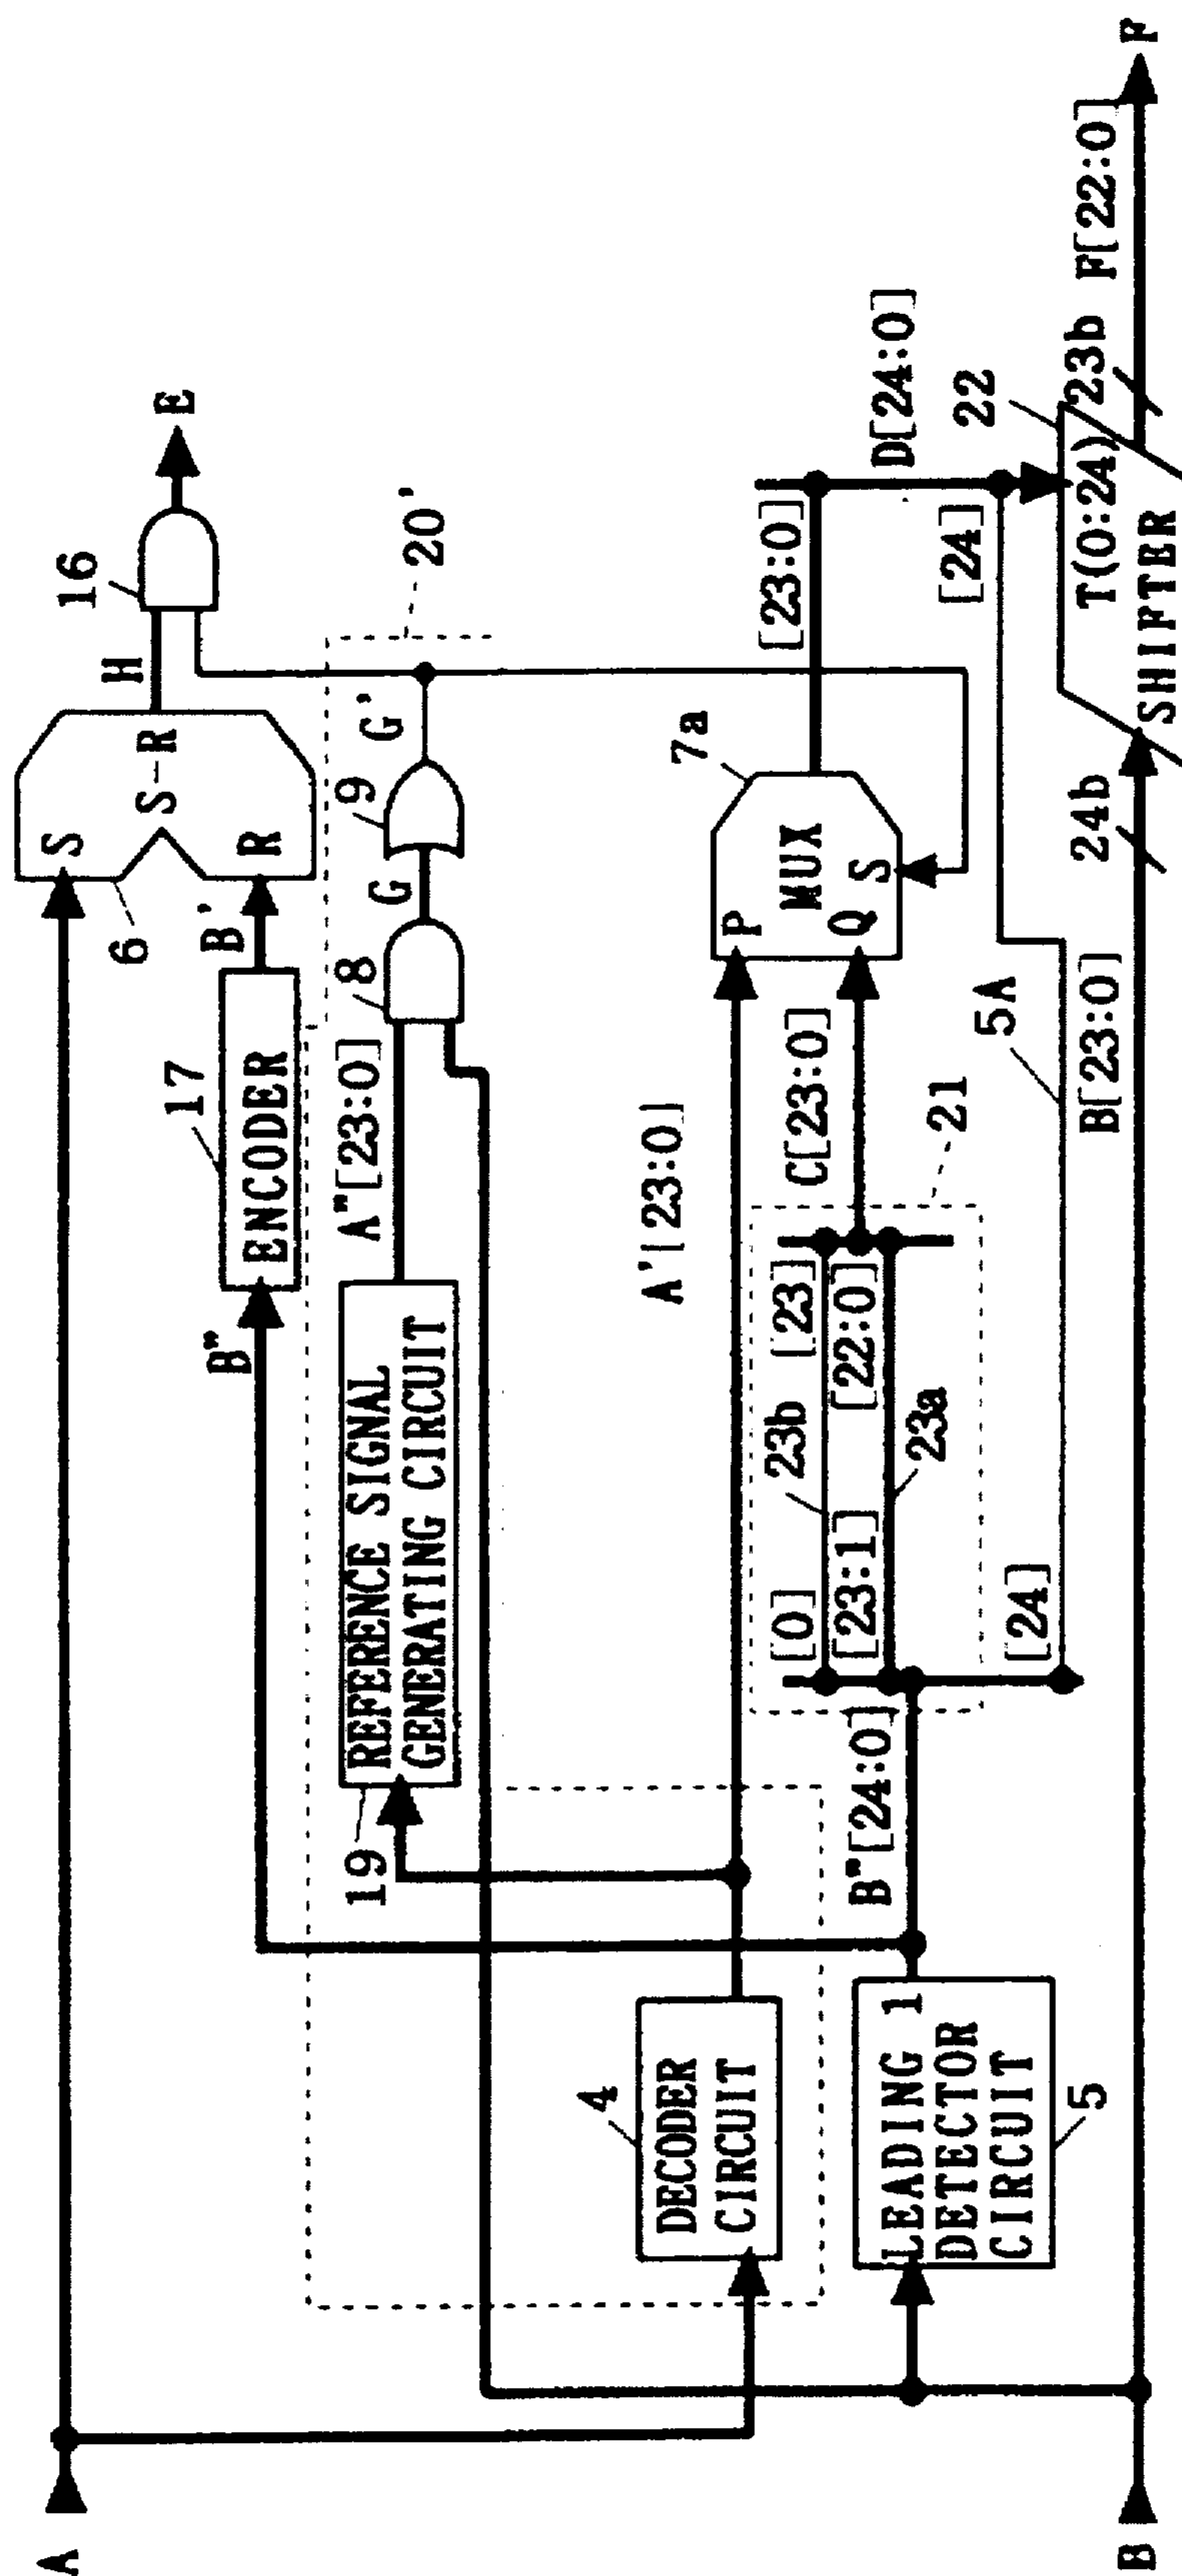 A
S
S-R
H
16
E
6
R
B'
17
ENCODER
B"
20'
REFERENCE SIGNAL
GENERATING CIRCUIT
19
A"[23:0]
8
G
9
G'
4
DECODER
CIRCUIT
A'[23:0]
P
MUX
Q
S
7a
[23:0]
D[24:0]
LEADING 1
DETECTOR
CIRCUIT
5
B"[24:0]
[0]
23b
[23]
[23:1]
[22:0]
23a
C[23:0]
21
[24]
5A
[24]
22
B
B[23:0]
24b
T(0:24)
SHIFTER
23b
F[22:0]
F